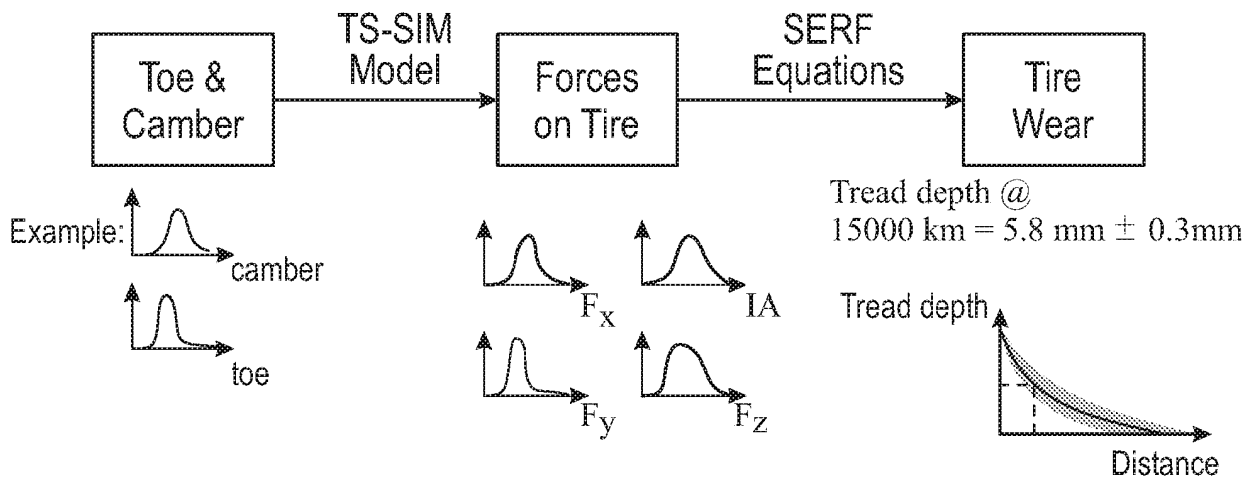 Toe &
Camber
TS-SIM
Model
Forces
on Tire
SERF
Equations
Tire
Wear
Example:
camber
toe
Fx
IA
Fy
Fz
Tread depth @
15000 km = 5.8 mm ± 0.3mm
Tread depth
Distance